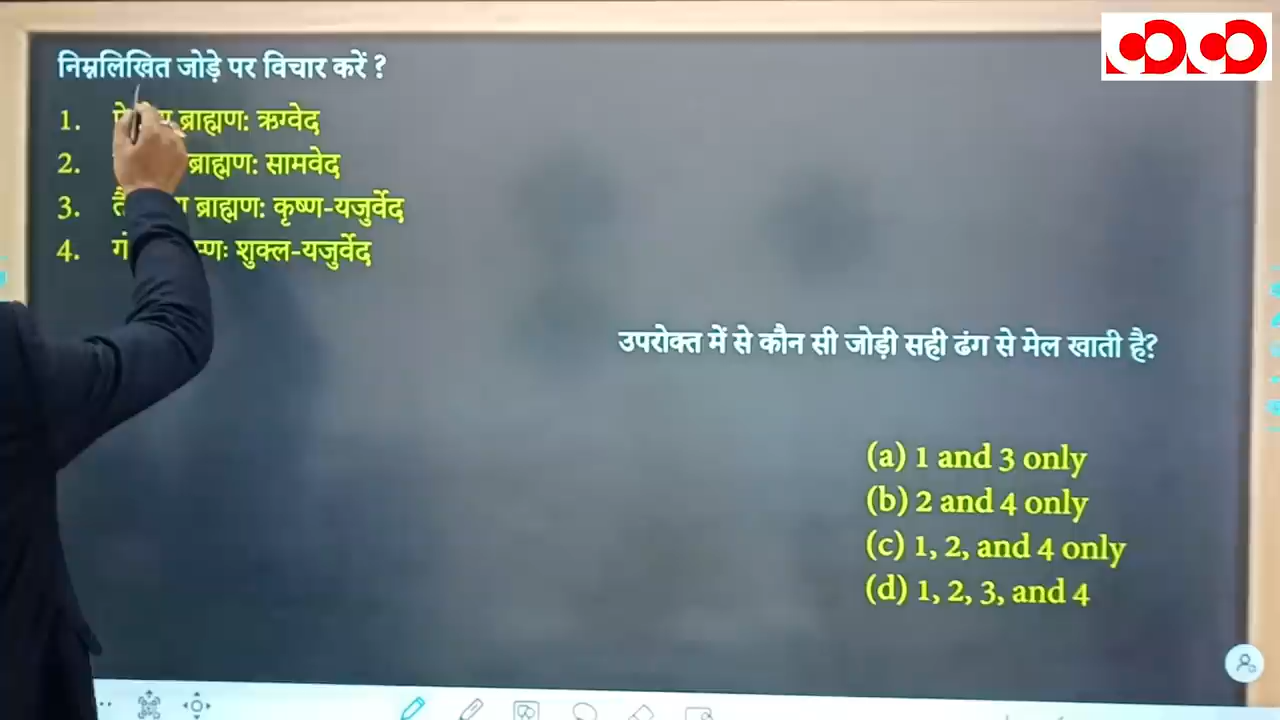 निम्नलिखित जोड़े पर विचार करें ?
1. ब्राह्मण: ऋग्वेद
2. ब्राह्मण: सामवेद
3. ब्राह्मण: कृष्ण-यजुर्वेद
4. शुक्ल-यजुर्वेद
उपरोक्त में से कौन सी जोड़ी सही ढंग से मेल खाती है?
(a) 1 and 3 only
(b) 2 and 4 only
(c) 1, 2, and 4 only
(d) 1, 2, 3, and 4